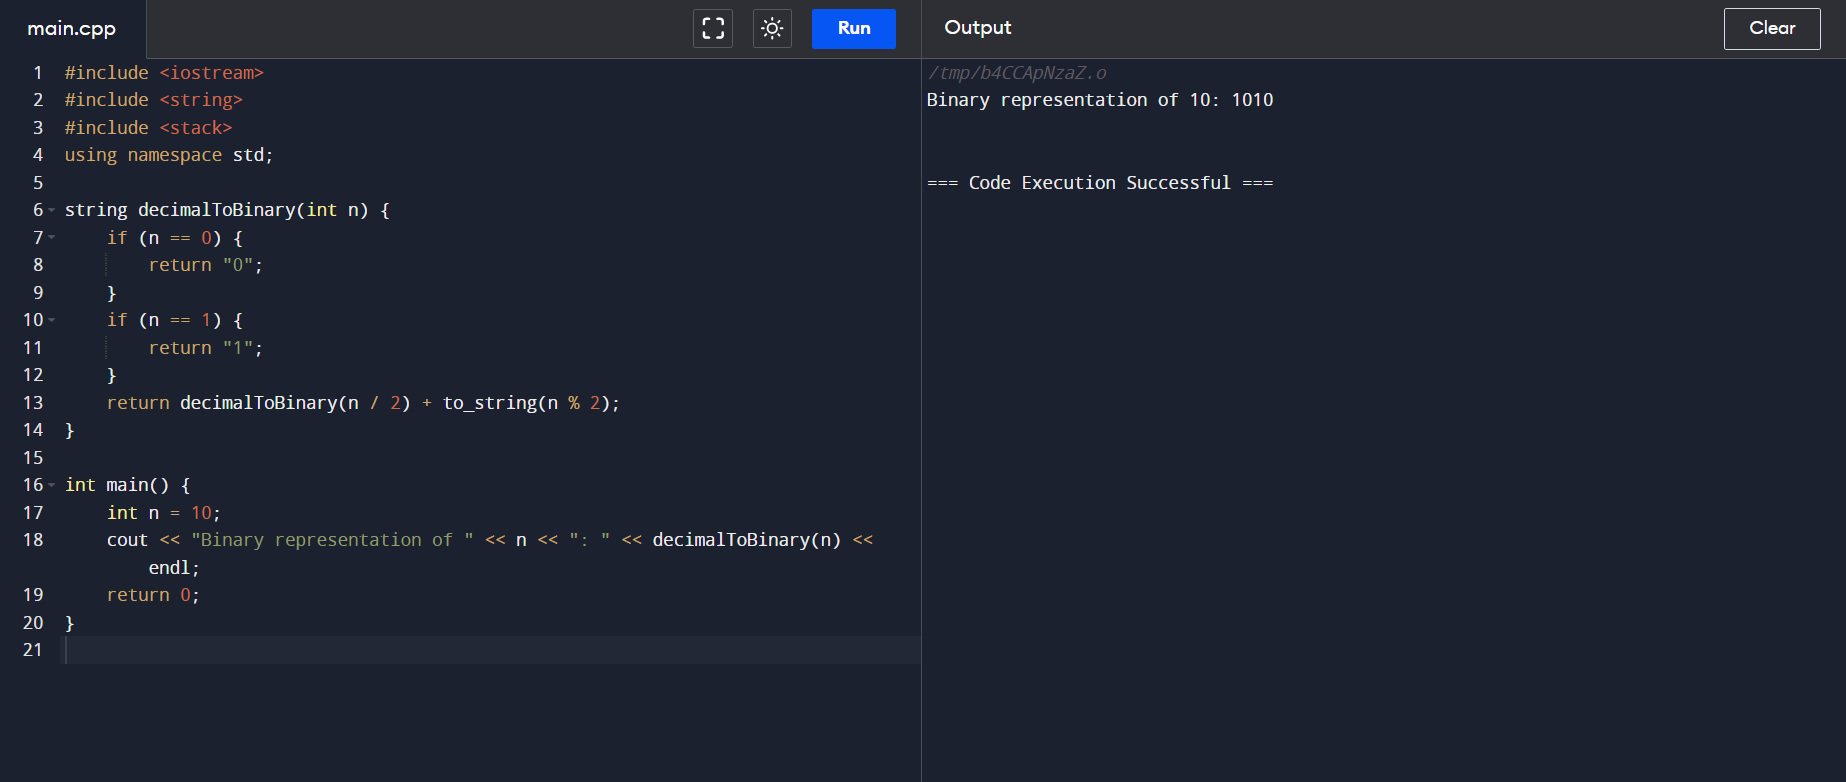 main.cpp
Run
Output
Clear
1 #include <iostream>
2 #include <string>
3 #include <stack>
4 using namespace std;
5
6 string decimalToBinary(int n) {
7     if (n == 0) {
8         return "0";
9     }
10     if (n == 1) {
11         return "1";
12     }
13     return decimalToBinary(n / 2) + to_string(n % 2);
14 }
15
16 int main() {
17     int n = 10;
18     cout << "Binary representation of " << n << ": " << decimalToBinary(n) <<
        endl;
19     return 0;
20 }
21
/tmp/b4CCApNzaZ.o
Binary representation of 10: 1010
=== Code Execution Successful ===